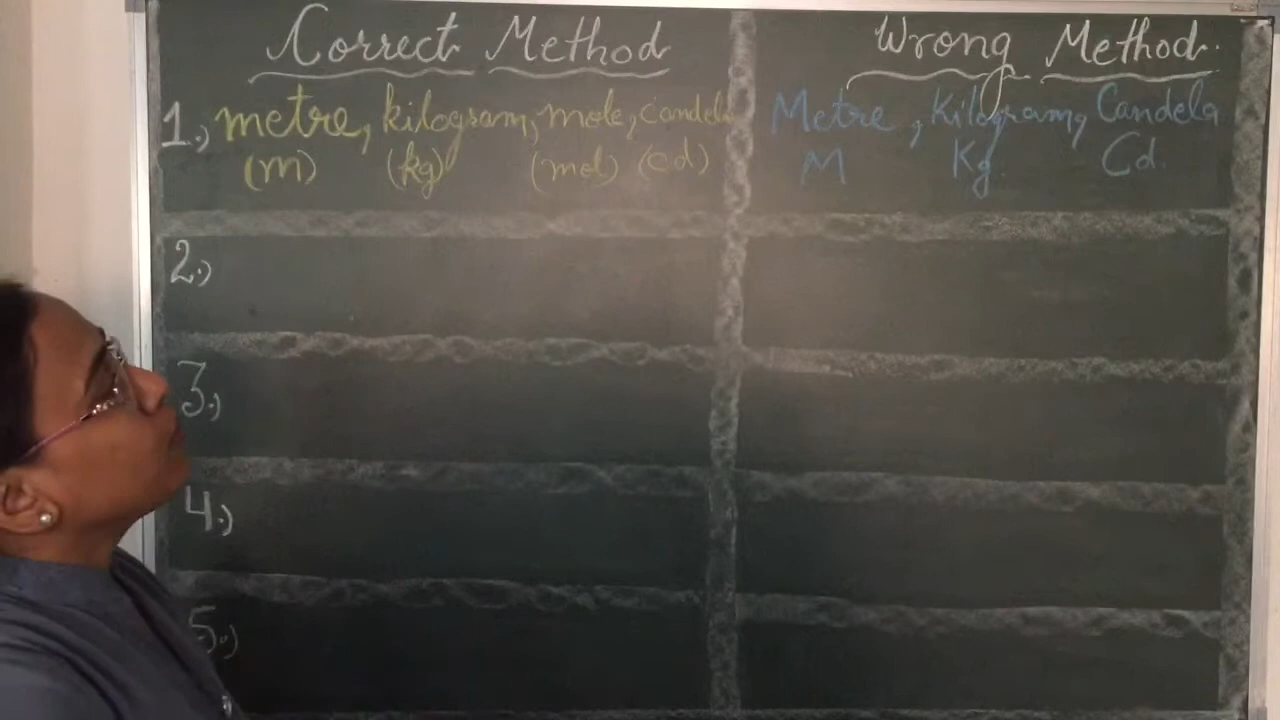 Correct Method
Wrong Method.
1.) metre, kilogram, mole, candela
(m) (kg) (mol) (cd)
Metre, Kilogram, Candela
M Kg. Cd.
2.)
3.)
4.)
5.)